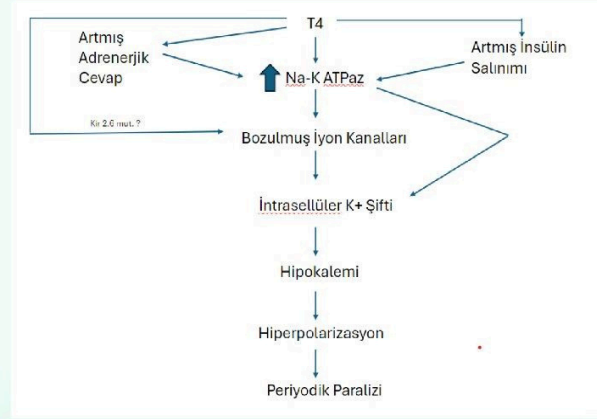 T4
Artmış
Adrenerjik
Cevap
Artmış İnsülin
Salınımı
Na-K ATPaz
Kir 2.6 mut. ?
Bozulmuş İyon Kanalları
İntrasellüler K+ Şifti
Hipokalemi
Hiperpolarizasyon
Periyodik Paralizi